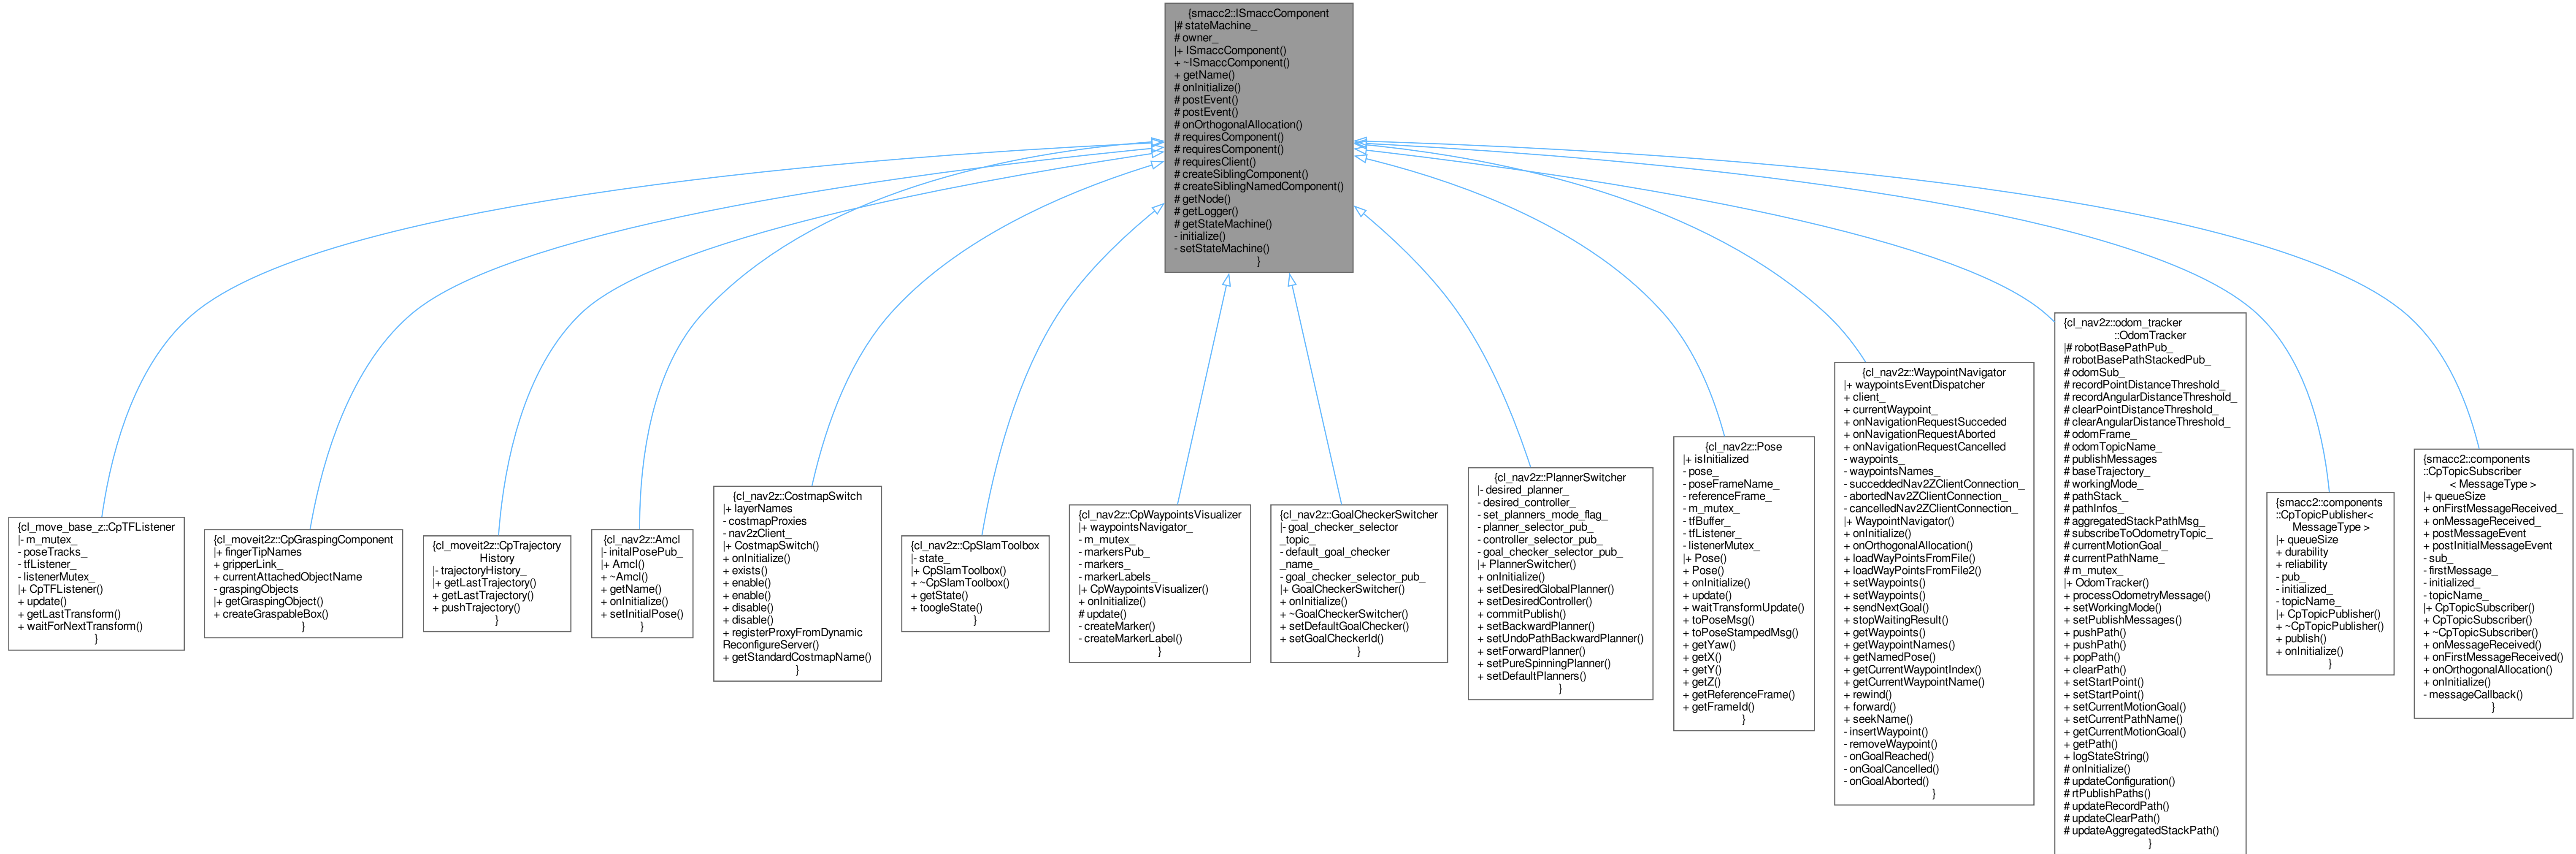 {smacc2::ISmaccComponent
|# stateMachine_
# owner_
|+ ISmaccComponent()
+ ~ISmaccComponent()
+ getName()
# onInitialize()
# postEvent()
# postEvent()
# onOrthogonalAllocation()
# requiresComponent()
# requiresComponent()
# requiresClient()
# createSiblingComponent()
# createSiblingNamedComponent()
# getNode()
# getLogger()
# getStateMachine()
- initialize()
- setStateMachine()
}
{cl_move_base_z::CpTFListener
|- m_mutex_
- poseTracks_
- tfListener_
- listenerMutex_
|+ CpTFListener()
+ update()
+ getLastTransform()
+ waitForNextTransform()
}
{cl_moveit2z::CpGraspingComponent
|+ fingerTipNames
+ gripperLink_
+ currentAttachedObjectName
- graspingObjects
|+ getGraspingObject()
+ createGraspableBox()
}
{cl_moveit2z::CpTrajectory
History
|- trajectoryHistory_
|+ getLastTrajectory()
+ getLastTrajectory()
+ pushTrajectory()
}
{cl_nav2z::Amcl
|- initalPosePub_
|+ Amcl()
+ ~Amcl()
+ getName()
+ onInitialize()
+ setInitialPose()
}
{cl_nav2z::CostmapSwitch
|+ layerNames
- costmapProxies
- nav2zClient_
|+ CostmapSwitch()
+ onInitialize()
+ exists()
+ enable()
+ enable()
+ disable()
+ disable()
+ registerProxyFromDynamic
ReconfigureServer()
+ getStandardCostmapName()
}
{cl_nav2z::CpSlamToolbox
|- state_
|+ CpSlamToolbox()
+ ~CpSlamToolbox()
+ getState()
+ toogleState()
}
{cl_nav2z::CpWaypointsVisualizer
|+ waypointsNavigator_
- m_mutex_
- markersPub_
- markers_
- markerLabels_
|+ CpWaypointsVisualizer()
+ onInitialize()
# update()
- createMarker()
- createMarkerLabel()
}
{cl_nav2z::GoalCheckerSwitcher
|- goal_checker_selector
_topic_
- default_goal_checker
_name_
- goal_checker_selector_pub_
|+ GoalCheckerSwitcher()
+ onInitialize()
+ ~GoalCheckerSwitcher()
+ setDefaultGoalChecker()
+ setGoalCheckerId()
}
{cl_nav2z::PlannerSwitcher
|- desired_planner_
- desired_controller_
- set_planners_mode_flag_
- planner_selector_pub_
- controller_selector_pub_
- goal_checker_selector_pub_
|+ PlannerSwitcher()
+ onInitialize()
+ setDesiredGlobalPlanner()
+ setDesiredController()
+ commitPublish()
+ setBackwardPlanner()
+ setUndoPathBackwardPlanner()
+ setForwardPlanner()
+ setPureSpinningPlanner()
+ setDefaultPlanners()
}
{cl_nav2z::Pose
|+ isInitialized
- pose_
- poseFrameName_
- referenceFrame_
- m_mutex_
- tfBuffer_
- tfListener_
- listenerMutex_
|+ Pose()
+ Pose()
+ onInitialize()
+ update()
+ waitTransformUpdate()
+ toPoseMsg()
+ toPoseStampedMsg()
+ getYaw()
+ getX()
+ getY()
+ getZ()
+ getReferenceFrame()
+ getFrameId()
}
{cl_nav2z::WaypointNavigator
|+ waypointsEventDispatcher
+ client_
+ currentWaypoint_
+ onNavigationRequestSucceded
+ onNavigationRequestAborted
+ onNavigationRequestCancelled
- waypoints_
- waypointsNames_
- succeddedNav2ZClientConnection_
- abortedNav2ZClientConnection_
- cancelledNav2ZClientConnection_
|+ WaypointNavigator()
+ onInitialize()
+ onOrthogonalAllocation()
+ loadWayPointsFromFile()
+ loadWayPointsFromFile2()
+ setWaypoints()
+ setWaypoints()
+ sendNextGoal()
+ stopWaitingResult()
+ getWaypoints()
+ getWaypointNames()
+ getNamedPose()
+ getCurrentWaypointIndex()
+ getCurrentWaypointName()
+ rewind()
+ forward()
+ seekName()
- insertWaypoint()
- removeWaypoint()
- onGoalReached()
- onGoalCancelled()
- onGoalAborted()
}
{cl_nav2z::odom_tracker
::OdomTracker
|# robotBasePathPub_
# robotBasePathStackedPub_
# odomSub_
# recordPointDistanceThreshold_
# recordAngularDistanceThreshold_
# clearPointDistanceThreshold_
# clearAngularDistanceThreshold_
# odomFrame_
# odomTopicName_
# publishMessages
# baseTrajectory_
# workingMode_
# pathStack_
# pathInfos_
# aggregatedStackPathMsg_
# subscribeToOdometryTopic_
# currentMotionGoal_
# currentPathName_
# m_mutex_
|+ OdomTracker()
+ processOdometryMessage()
+ setWorkingMode()
+ setPublishMessages()
+ pushPath()
+ pushPath()
+ popPath()
+ clearPath()
+ setStartPoint()
+ setStartPoint()
+ setCurrentMotionGoal()
+ setCurrentPathName()
+ getCurrentMotionGoal()
+ getPath()
+ logStateString()
# onInitialize()
# updateConfiguration()
# rtPublishPaths()
# updateRecordPath()
# updateClearPath()
# updateAggregatedStackPath()
}
{smacc2::components
::CpTopicPublisher<
MessageType >
|+ queueSize
+ durability
+ reliability
- pub_
- initialized_
- topicName_
|+ CpTopicPublisher()
+ ~CpTopicPublisher()
+ publish()
+ onInitialize()
}
{smacc2::components
::CpTopicSubscriber
< MessageType >
|+ queueSize
+ onFirstMessageReceived_
+ onMessageReceived_
+ postMessageEvent
+ postInitialMessageEvent
- sub_
- firstMessage_
- initialized_
- topicName_
|+ CpTopicSubscriber()
+ CpTopicSubscriber()
+ ~CpTopicSubscriber()
+ onMessageReceived()
+ onFirstMessageReceived()
+ onOrthogonalAllocation()
+ onInitialize()
- messageCallback()
}